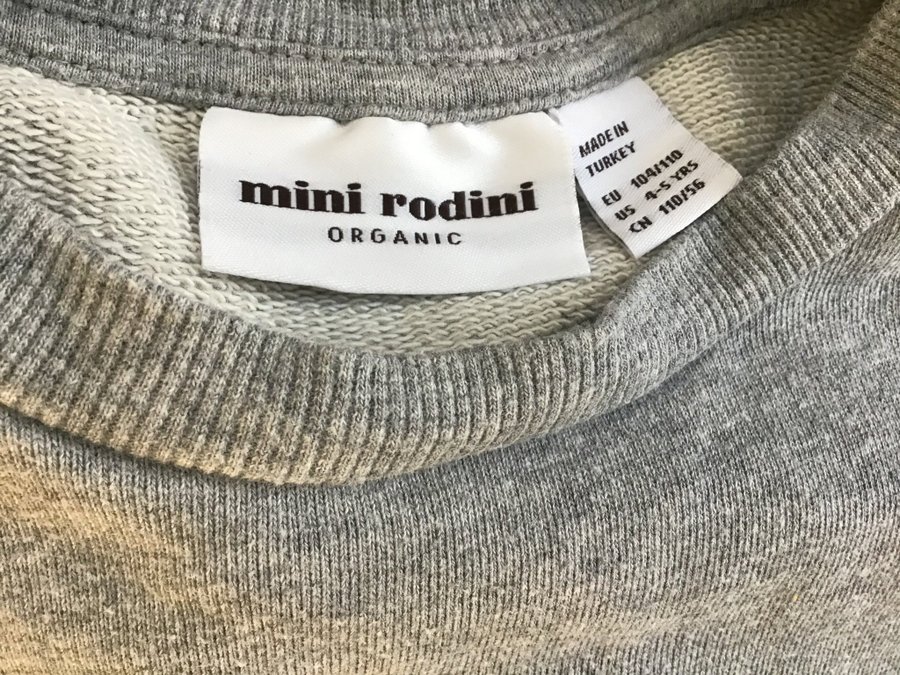 mini rodini
ORGANIC
MADE IN
TURKEY
EU 104/110
US 4-5 YRS
CN 110/56